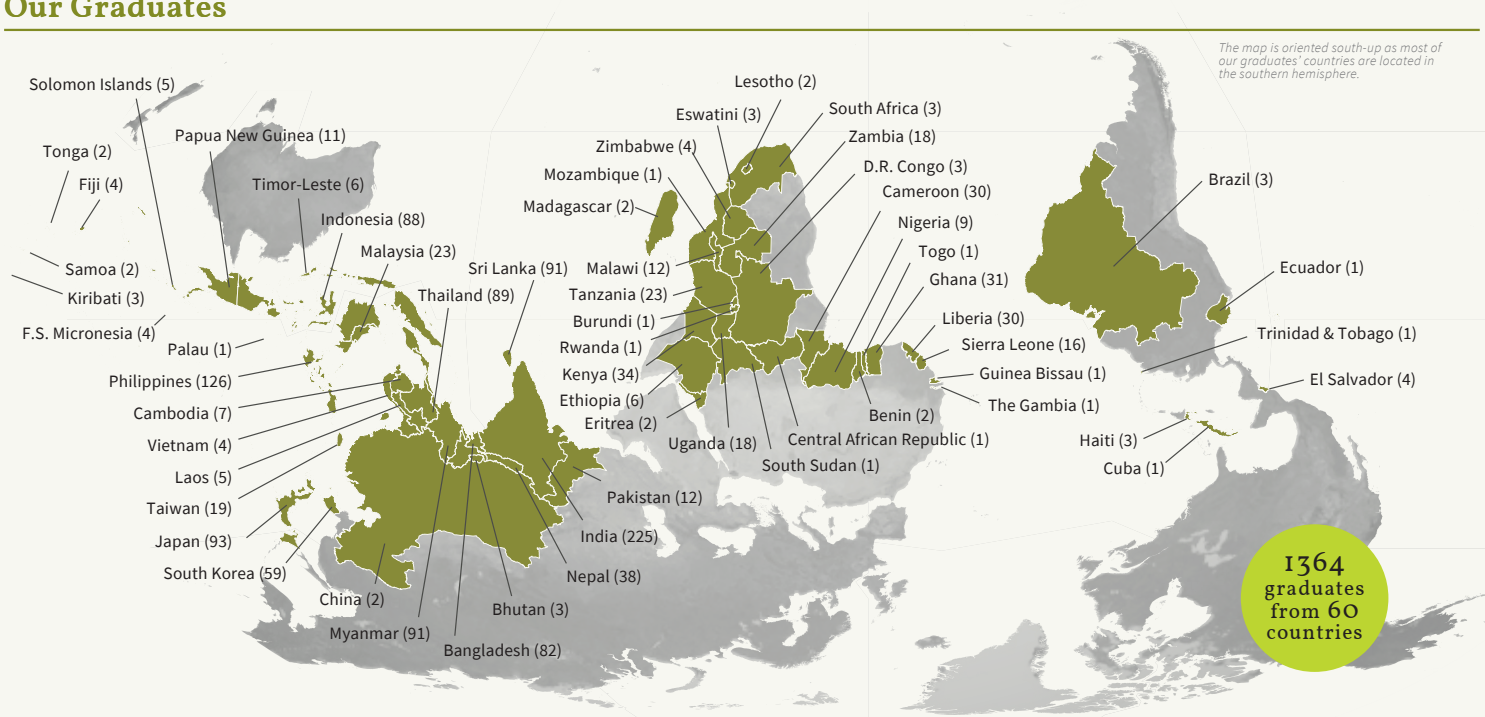 Our Graduates
The map is oriented south-up as most of
our graduates' countries are located in
the southern hemisphere.
Solomon Islands (5)
Papua New Guinea (11)
Tonga (2)
Fiji (4)
Timor-Leste (6)
Indonesia (88)
Malaysia (23)
Samoa (2)
Kiribati (3)
Sri Lanka (91)
Thailand (89)
F.S. Micronesia (4)
Palau (1)
Philippines (126)
Cambodia (7)
Vietnam (4)
Laos (5)
Taiwan (19)
Japan (93)
South Korea (59)
China (2)
Myanmar (91)
Bangladesh (82)
Bhutan (3)
Nepal (38)
India (225)
Pakistan (12)
Lesotho (2)
Eswatini (3)
South Africa (3)
Zimbabwe (4)
Zambia (18)
Mozambique (1)
D.R. Congo (3)
Madagascar (2)
Cameroon (30)
Nigeria (9)
Togo (1)
Malawi (12)
Ghana (31)
Tanzania (23)
Burundi (1)
Liberia (30)
Rwanda (1)
Sierra Leone (16)
Kenya (34)
Guinea Bissau (1)
Ethiopia (6)
The Gambia (1)
Eritrea (2)
Benin (2)
Uganda (18)
Central African Republic (1)
South Sudan (1)
Brazil (3)
Ecuador (1)
Trinidad & Tobago (1)
El Salvador (4)
Haiti (3)
Cuba (1)
1364
graduates
from 60
countries